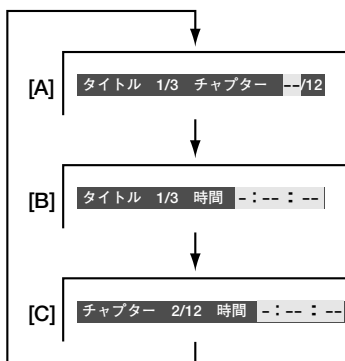 [A] タイトル 1/3 チャプター --/12
[B] タイトル 1/3 時間 -:--:--
[C] チャプター 2/12 時間 -:--:--